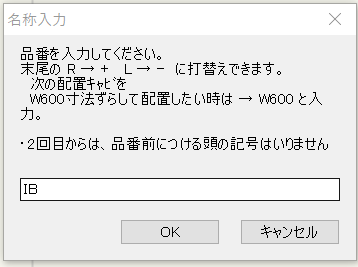 名称入力
品番を入力してください。
末尾の R → +　L → -　に打替えできます。
　次の配置ｷｬﾋﾞを
　W600寸法ずらして配置したい時は → W600 と入
力。
・2回目からは、品番前につける頭の記号はいりません
IB
OK
キャンセル